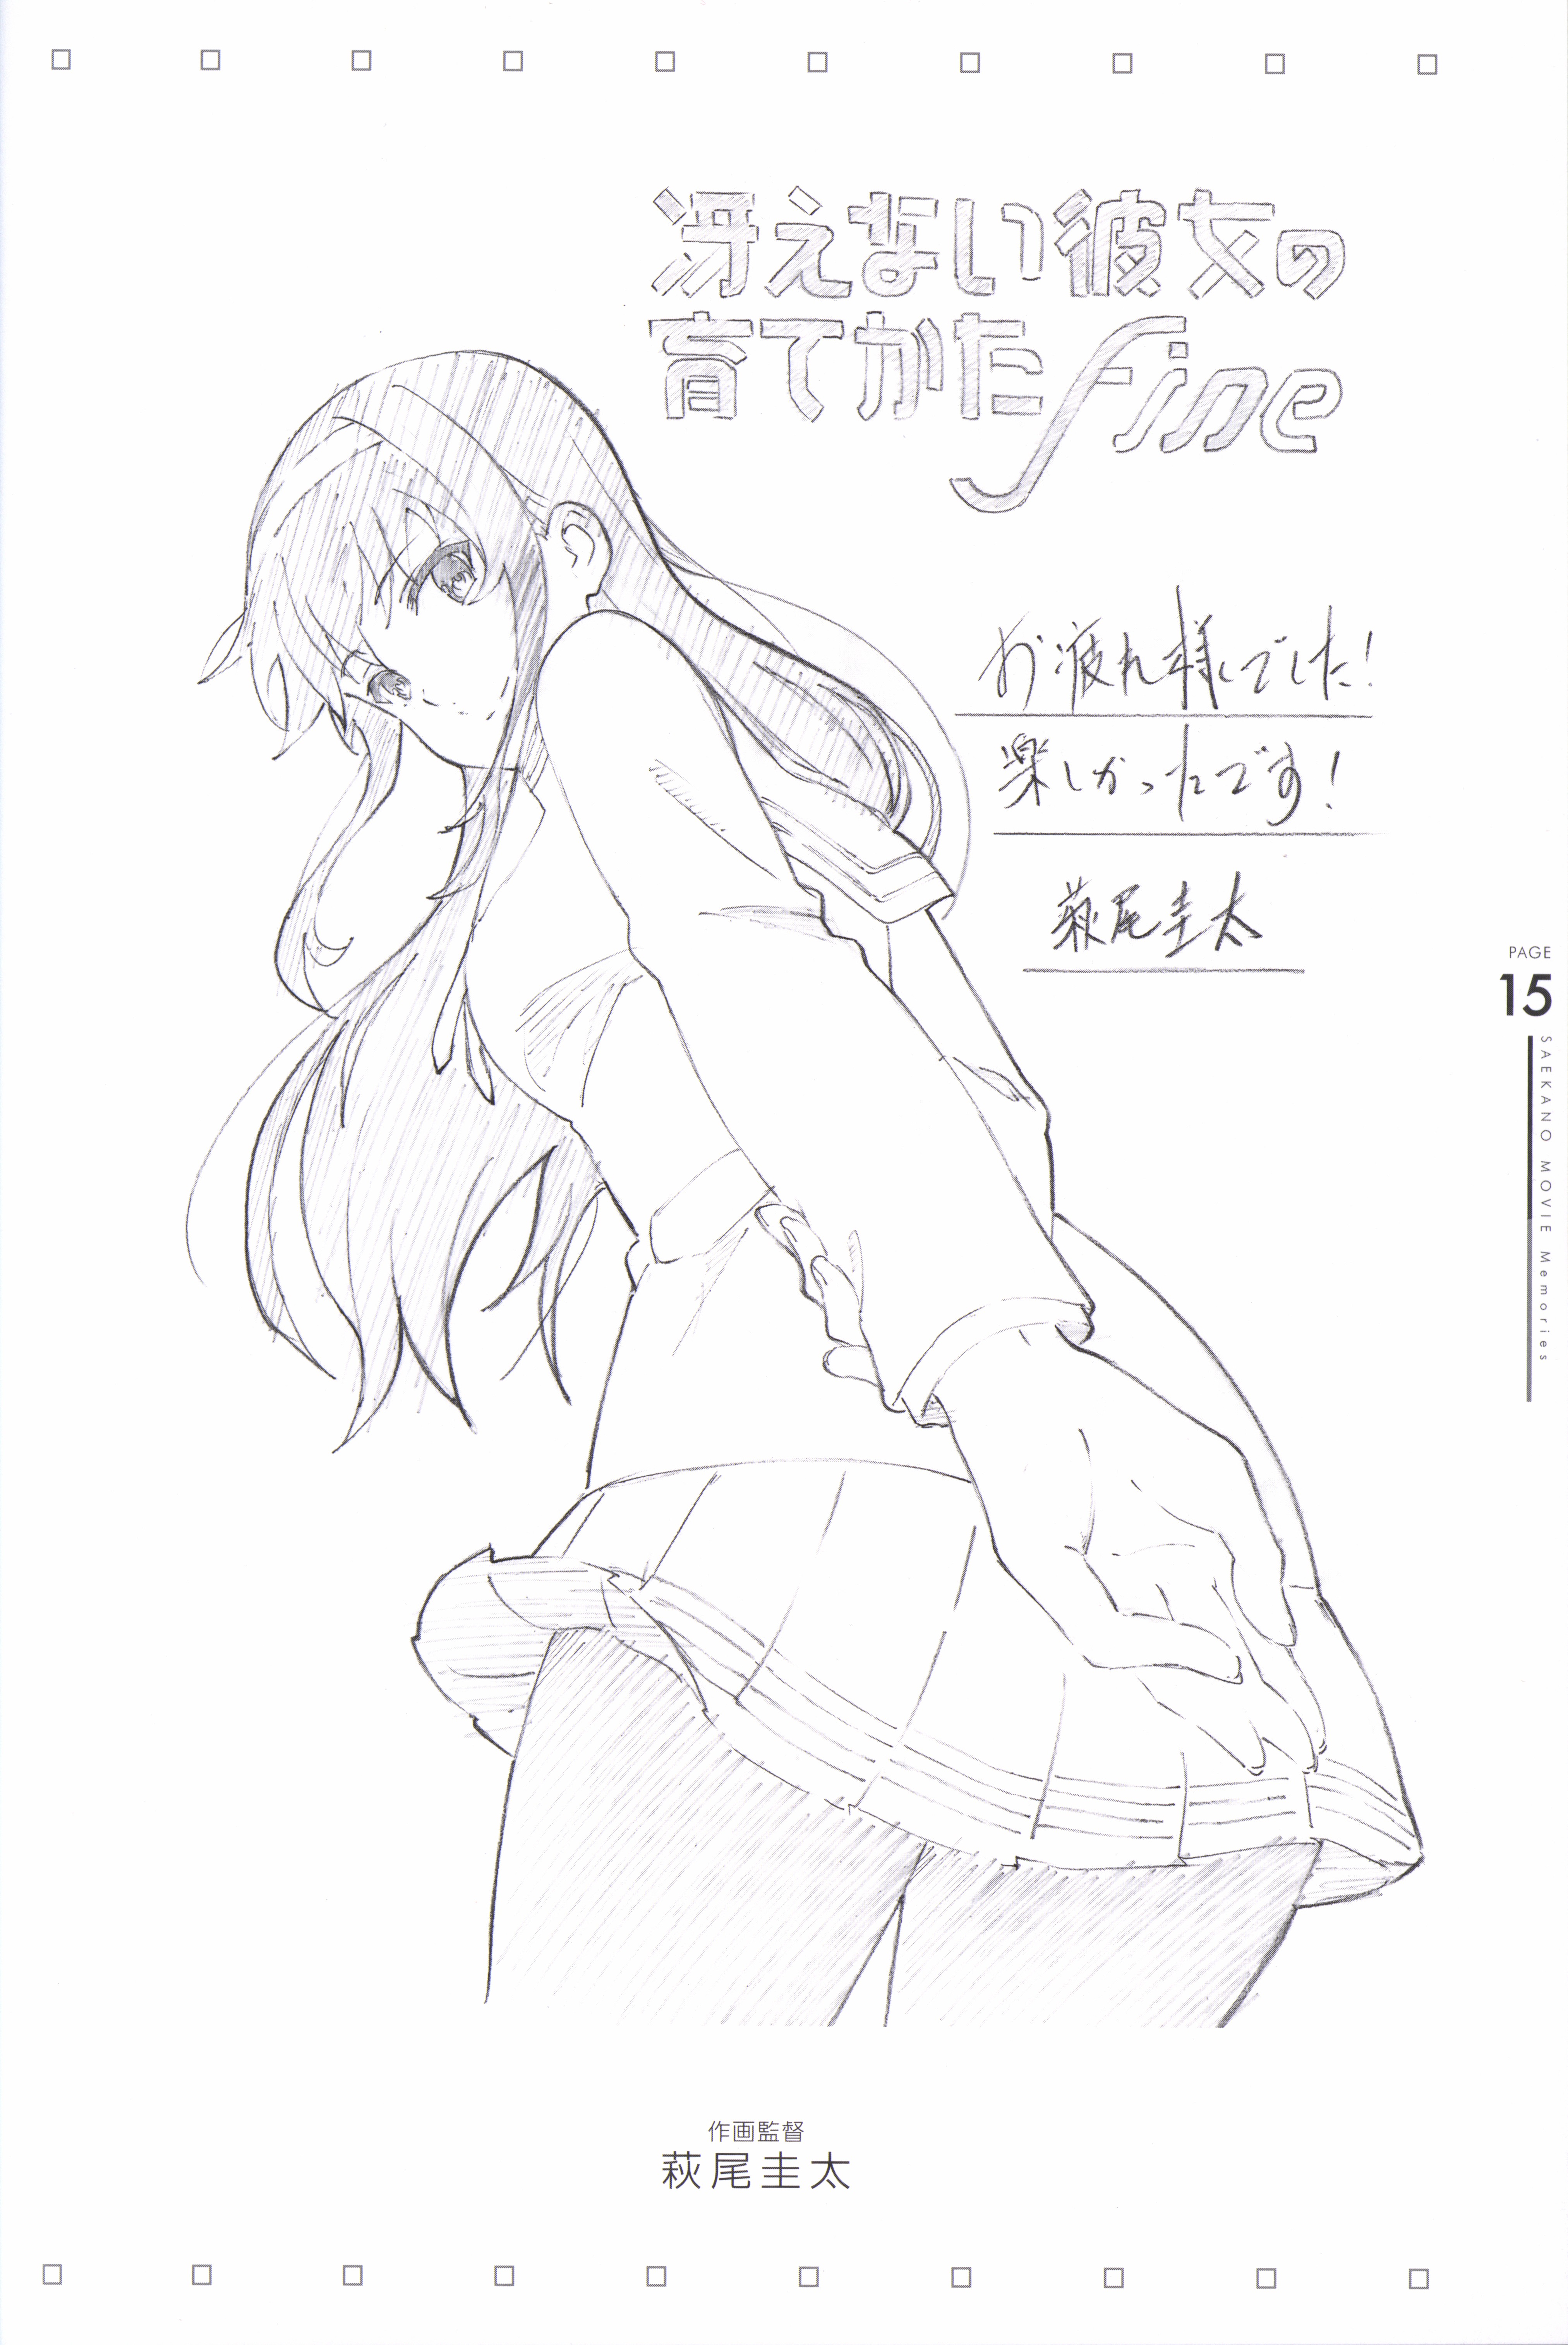 冴えない彼女の
育てかたfine
お疲れ様でした!
楽しかったです!
萩尾圭太
PAGE
15
SAEKANO MOVIE Memories
作画監督
萩尾圭太